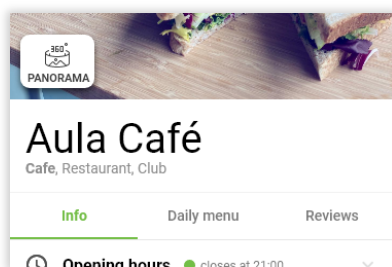 360°
PANORAMA
Aula Café
Cafe, Restaurant, Club
Info Daily menu Reviews
Opening hours closes at 21:00